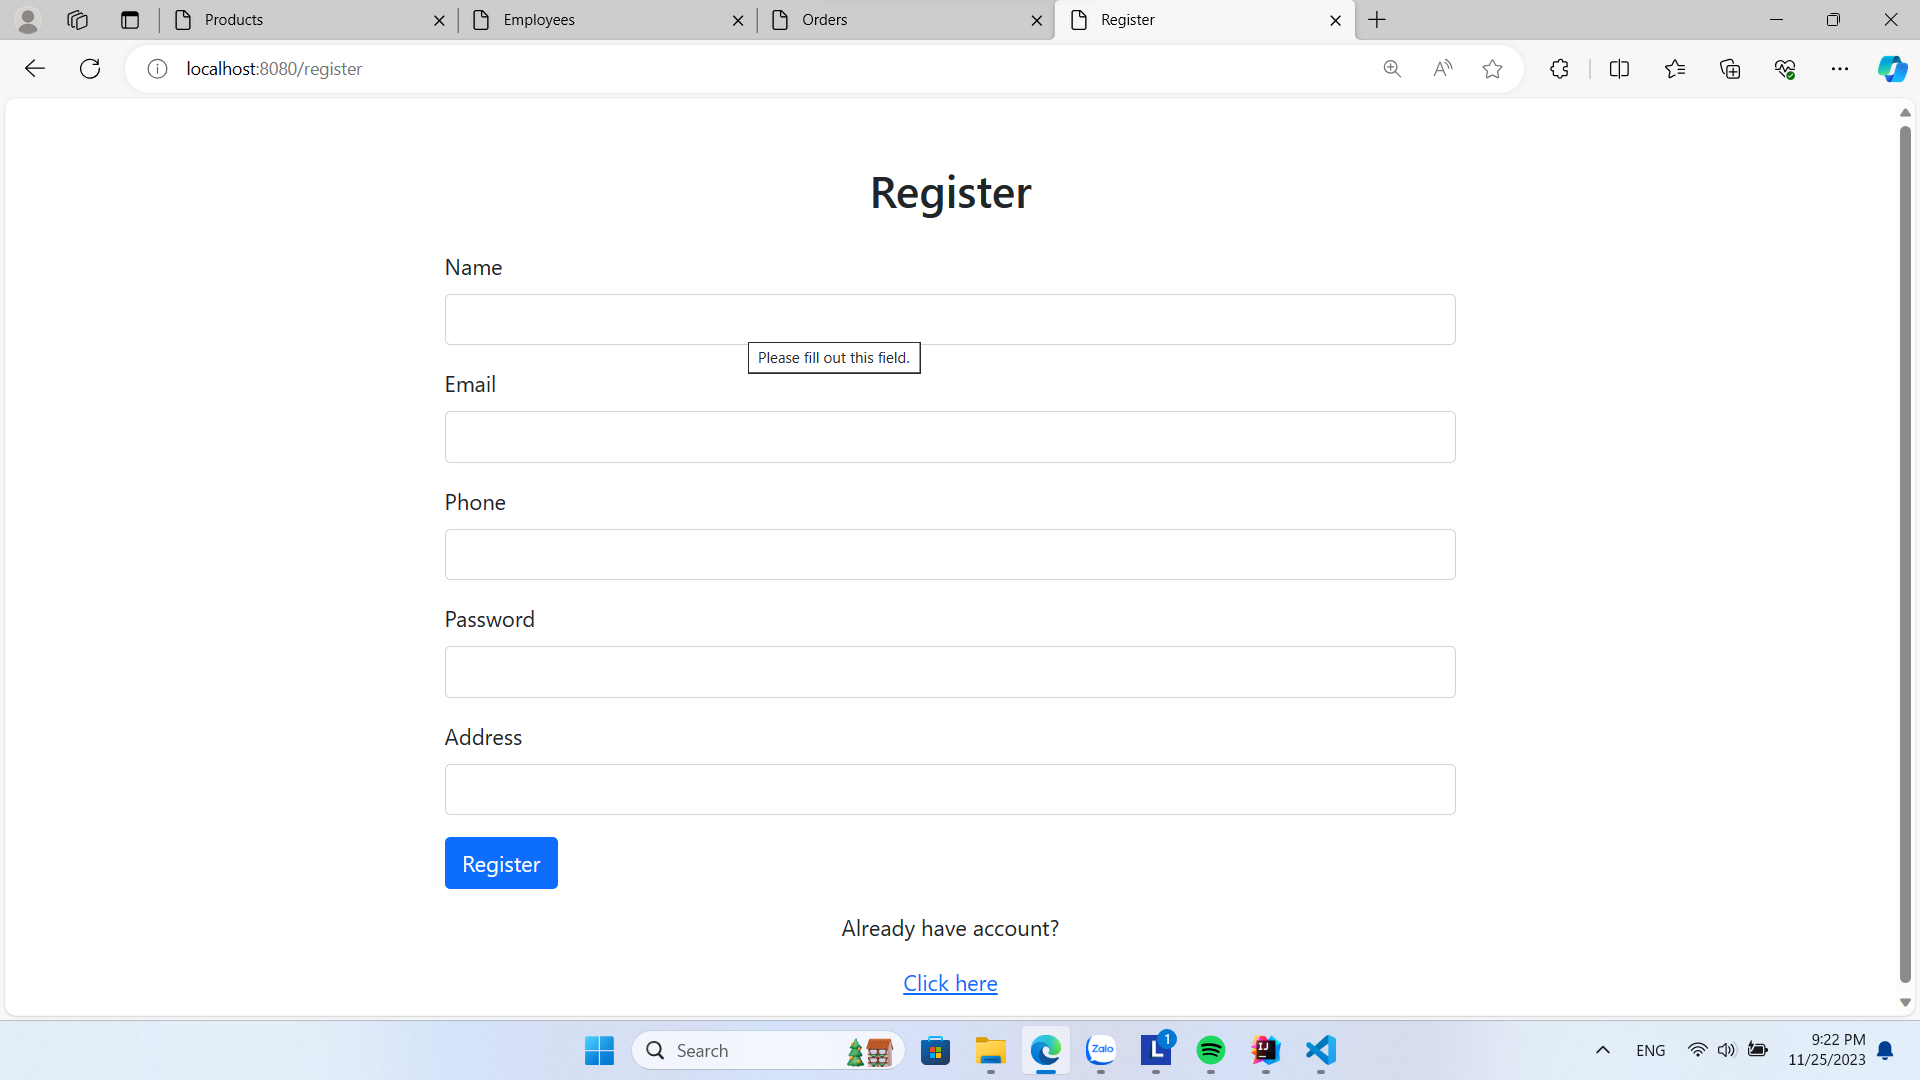 Products
Employees
Orders
Register
localhost:8080/register
Register
Name
Please fill out this field.
Email
Phone
Password
Address
Register
Already have account?
Click here
Search
Zalo
L
1
IJ
ENG
9:22 PM
11/25/2023